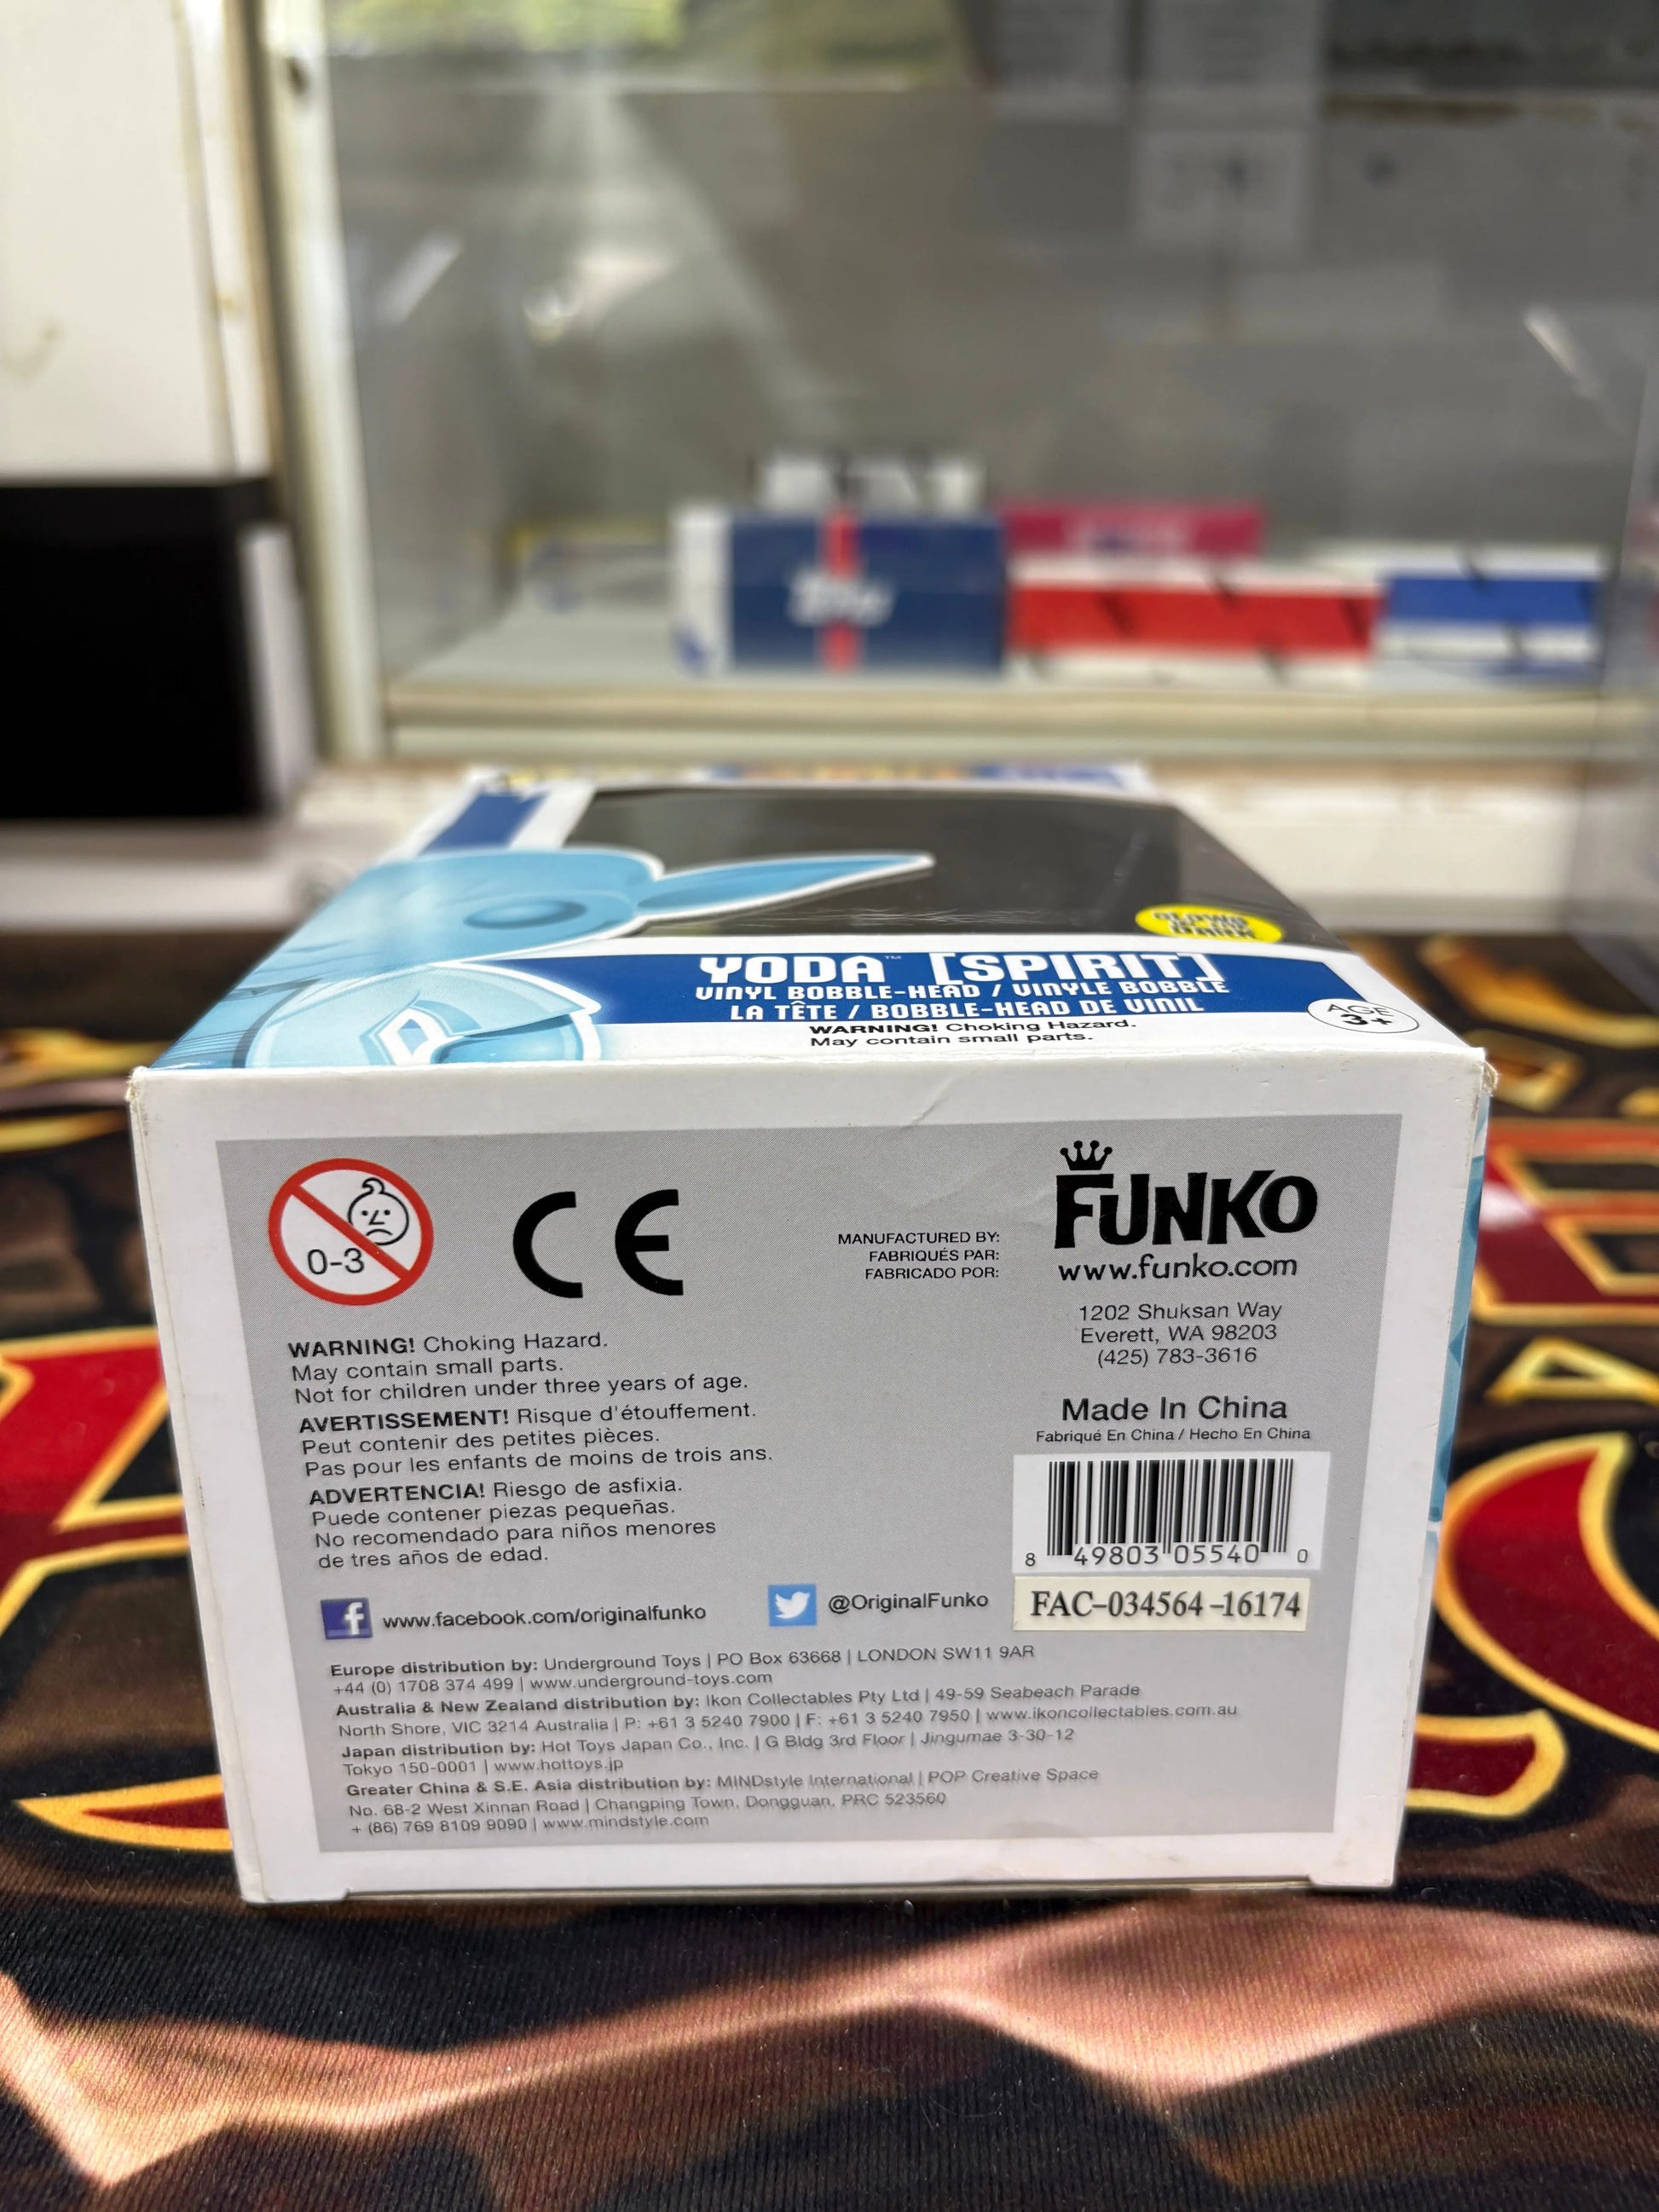 Topps
GLOWS
IN THE
DARK
YODA™ [SPIRIT]
VINYL BOBBLE-HEAD / VINYLE BOBBLE
LA TÊTE / BOBBLE-HEAD DE VINIL
WARNING! Choking Hazard.
May contain small parts.
AGE
3+
0-3
CE
MANUFACTURED BY:
FABRIQUÉS PAR:
FABRICADO POR:
FUNKO
www.funko.com
1202 Shuksan Way
Everett, WA 98203
(425) 783-3616
WARNING! Choking Hazard.
May contain small parts.
Not for children under three years of age.
AVERTISSEMENT! Risque d'étouffement.
Peut contenir des petites pièces.
Pas pour les enfants de moins de trois ans.
ADVERTENCIA! Riesgo de asfixia.
Puede contener piezas pequeñas.
No recomendado para niños menores
de tres años de edad.
Made In China
Fabriqué En China / Hecho En China
8 49803 05540 0
FAC-034564-16174
www.facebook.com/originalfunko
@OriginalFunko
Europe distribution by: Underground Toys | PO Box 63668 | LONDON SW11 9AR
+44 (0) 1708 374 499 | www.underground-toys.com
Australia & New Zealand distribution by: Ikon Collectables Pty Ltd | 49-59 Seabeach Parade
North Shore, VIC 3214 Australia | P: +61 3 5240 7900 | F: +61 3 5240 7950 | www.ikoncollectables.com.au
Japan distribution by: Hot Toys Japan Co., Inc. | G Bldg 3rd Floor | Jingumae 3-30-12
Tokyo 150-0001 | www.hottoys.jp
Greater China & S.E. Asia distribution by: MINDstyle International | POP Creative Space
No. 68-2 West Xinnan Road | Changping Town, Dongguan, PRC 523560
+ (86) 769 8109 9090 | www.mindstyle.com